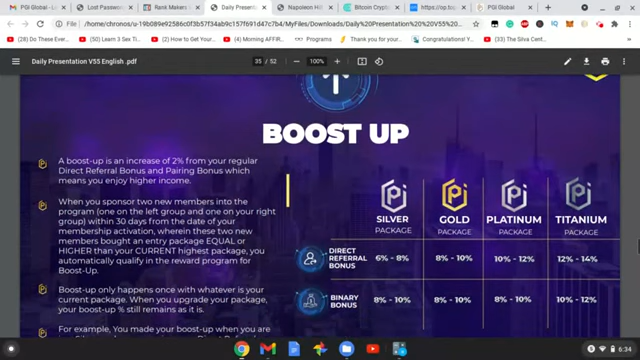 PGI Global - Lo
Lost Password
Rank Makers
Daily Presentat
Napoleon Hill
Bitcoin Crypt
https://op.to
PGI Global
File | /home/chronos/u-19b089e92506c0f3b57f34ab9c157f691d47c7b4/MyFiles/Downloads/Daily%20Presentation%20%20V55%20English%20.pdf
(28) Do These Ever...
(50) Learn 3 Sex Ti...
(4) Morning AFFIR...
Programs
Thank you for your...
Congratulations! Y...
(33) The Silva Cent...
Daily Presentation V55 English .pdf
35 / 52
100%
BOOST UP
A boost-up is an increase of 2% from your regular
Direct Referral Bonus and Pairing Bonus which
means you enjoy higher income.
When you sponsor two new members into the
program (one on the left group and one on your right
group) within 30 days from the date of your
membership activation, wherein these two new
members bought an entry package EQUAL or
HIGHER than your CURRENT highest package, you
automatically qualify in the reward program for
Boost-Up.
Boost-up only happens once with whatever is your
current package. When you upgrade your package,
your boost-up % still remains as it is.
For example, You made your boost-up when you are
SILVER GOLD PLATINUM TITANIUM
PACKAGE PACKAGE PACKAGE PACKAGE
DIRECT
REFERRAL
BONUS
6% - 8% 8% - 10% 10% - 12% 12% - 14%
BINARY
BONUS
8% - 10% 8% - 10% 8% - 10% 10% - 12%
6:34